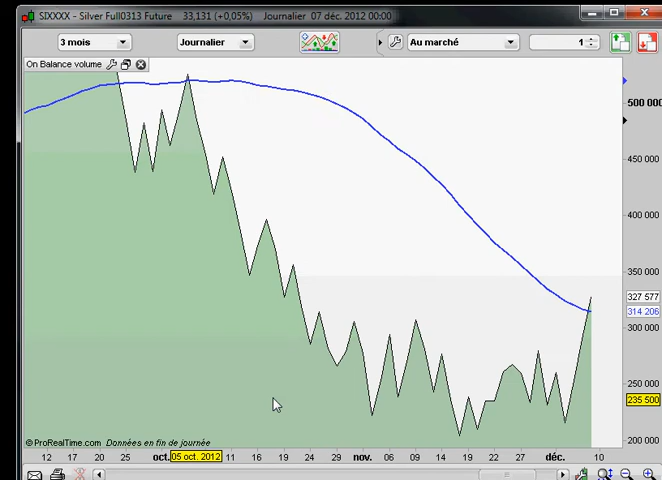 SIXXXX - Silver Full0313 Future 33,131 (+0,05%) Journalier 07 déc. 2012 00:00
3 mois Journalier Au marché 1
On Balance volume
500 000
450 000
400 000
350 000
327 577
314 206
300 000
250 000
235 500
200 000
© ProRealTime.com Données en fin de journée
12 17 20 25 oct. 05 oct. 2012 11 16 19 24 29 nov. 06 09 14 19 22 27 déc. 10